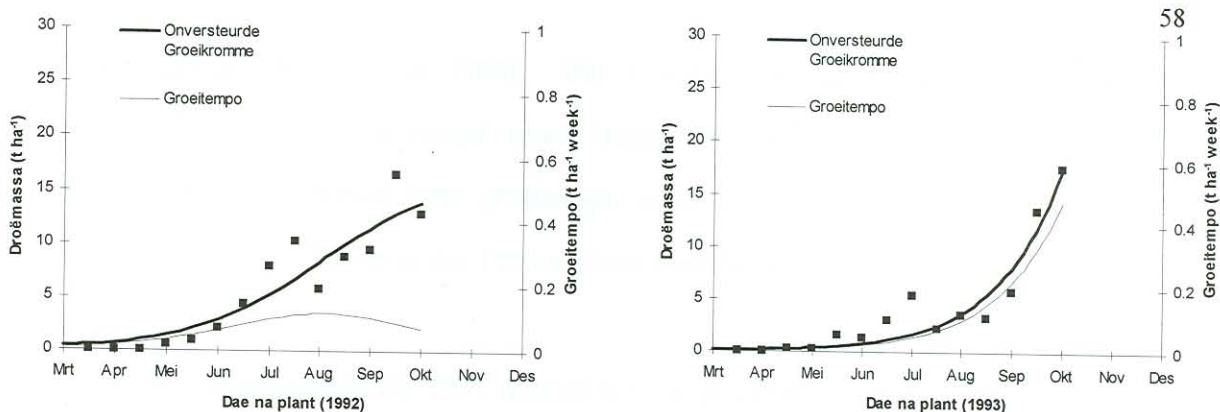 58
30
25
20
15
10
5
0
Droëmassa (t ha⁻¹)
Onversteurde
Groeikromme
Groeitempo
1
0.8
0.6
0.4
0.2
0
Groeitempo (t ha⁻¹ week⁻¹)
Mrt Apr Mei Jun Jul Aug Sep Okt Nov Des
Dae na plant (1992)
30
25
20
15
10
5
0
Droëmassa (t ha⁻¹)
Onversteurde
Groeikromme
Groeitempo
1
0.8
0.6
0.4
0.2
0
Groeitempo (t ha⁻¹ week⁻¹)
Mrt Apr Mei Jun Jul Aug Sep Okt Nov Des
Dae na plant (1993)